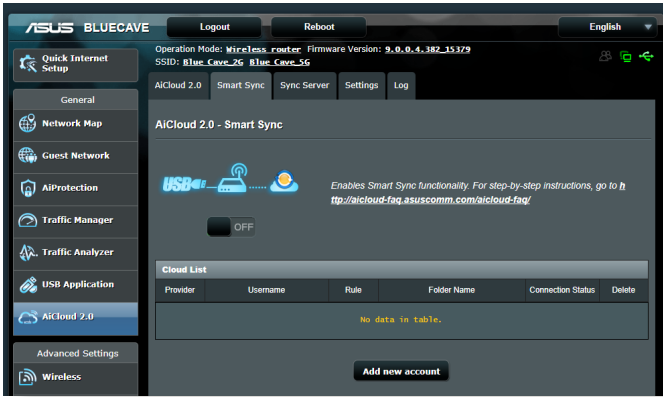 ASUS BLUECAVE
Logout
Reboot
English
Quick Internet
Setup
General
Network Map
Guest Network
AiProtection
Traffic Manager
Traffic Analyzer
USB Application
AiCloud 2.0
Advanced Settings
Wireless
Operation Mode: Wireless router Firmware Version: 9.0.0.4.382_15379
SSID: Blue Cave_2G Blue Cave_5G
AiCloud 2.0
Smart Sync
Sync Server
Settings
Log
AiCloud 2.0 - Smart Sync
USB
Enables Smart Sync functionality. For step-by-step instructions, go to h
ttp://aicloud-faq.asuscomm.com/aicloud-faq/
OFF
Cloud List
Provider Username Rule Folder Name Connection Status Delete
No data in table.
Add new account